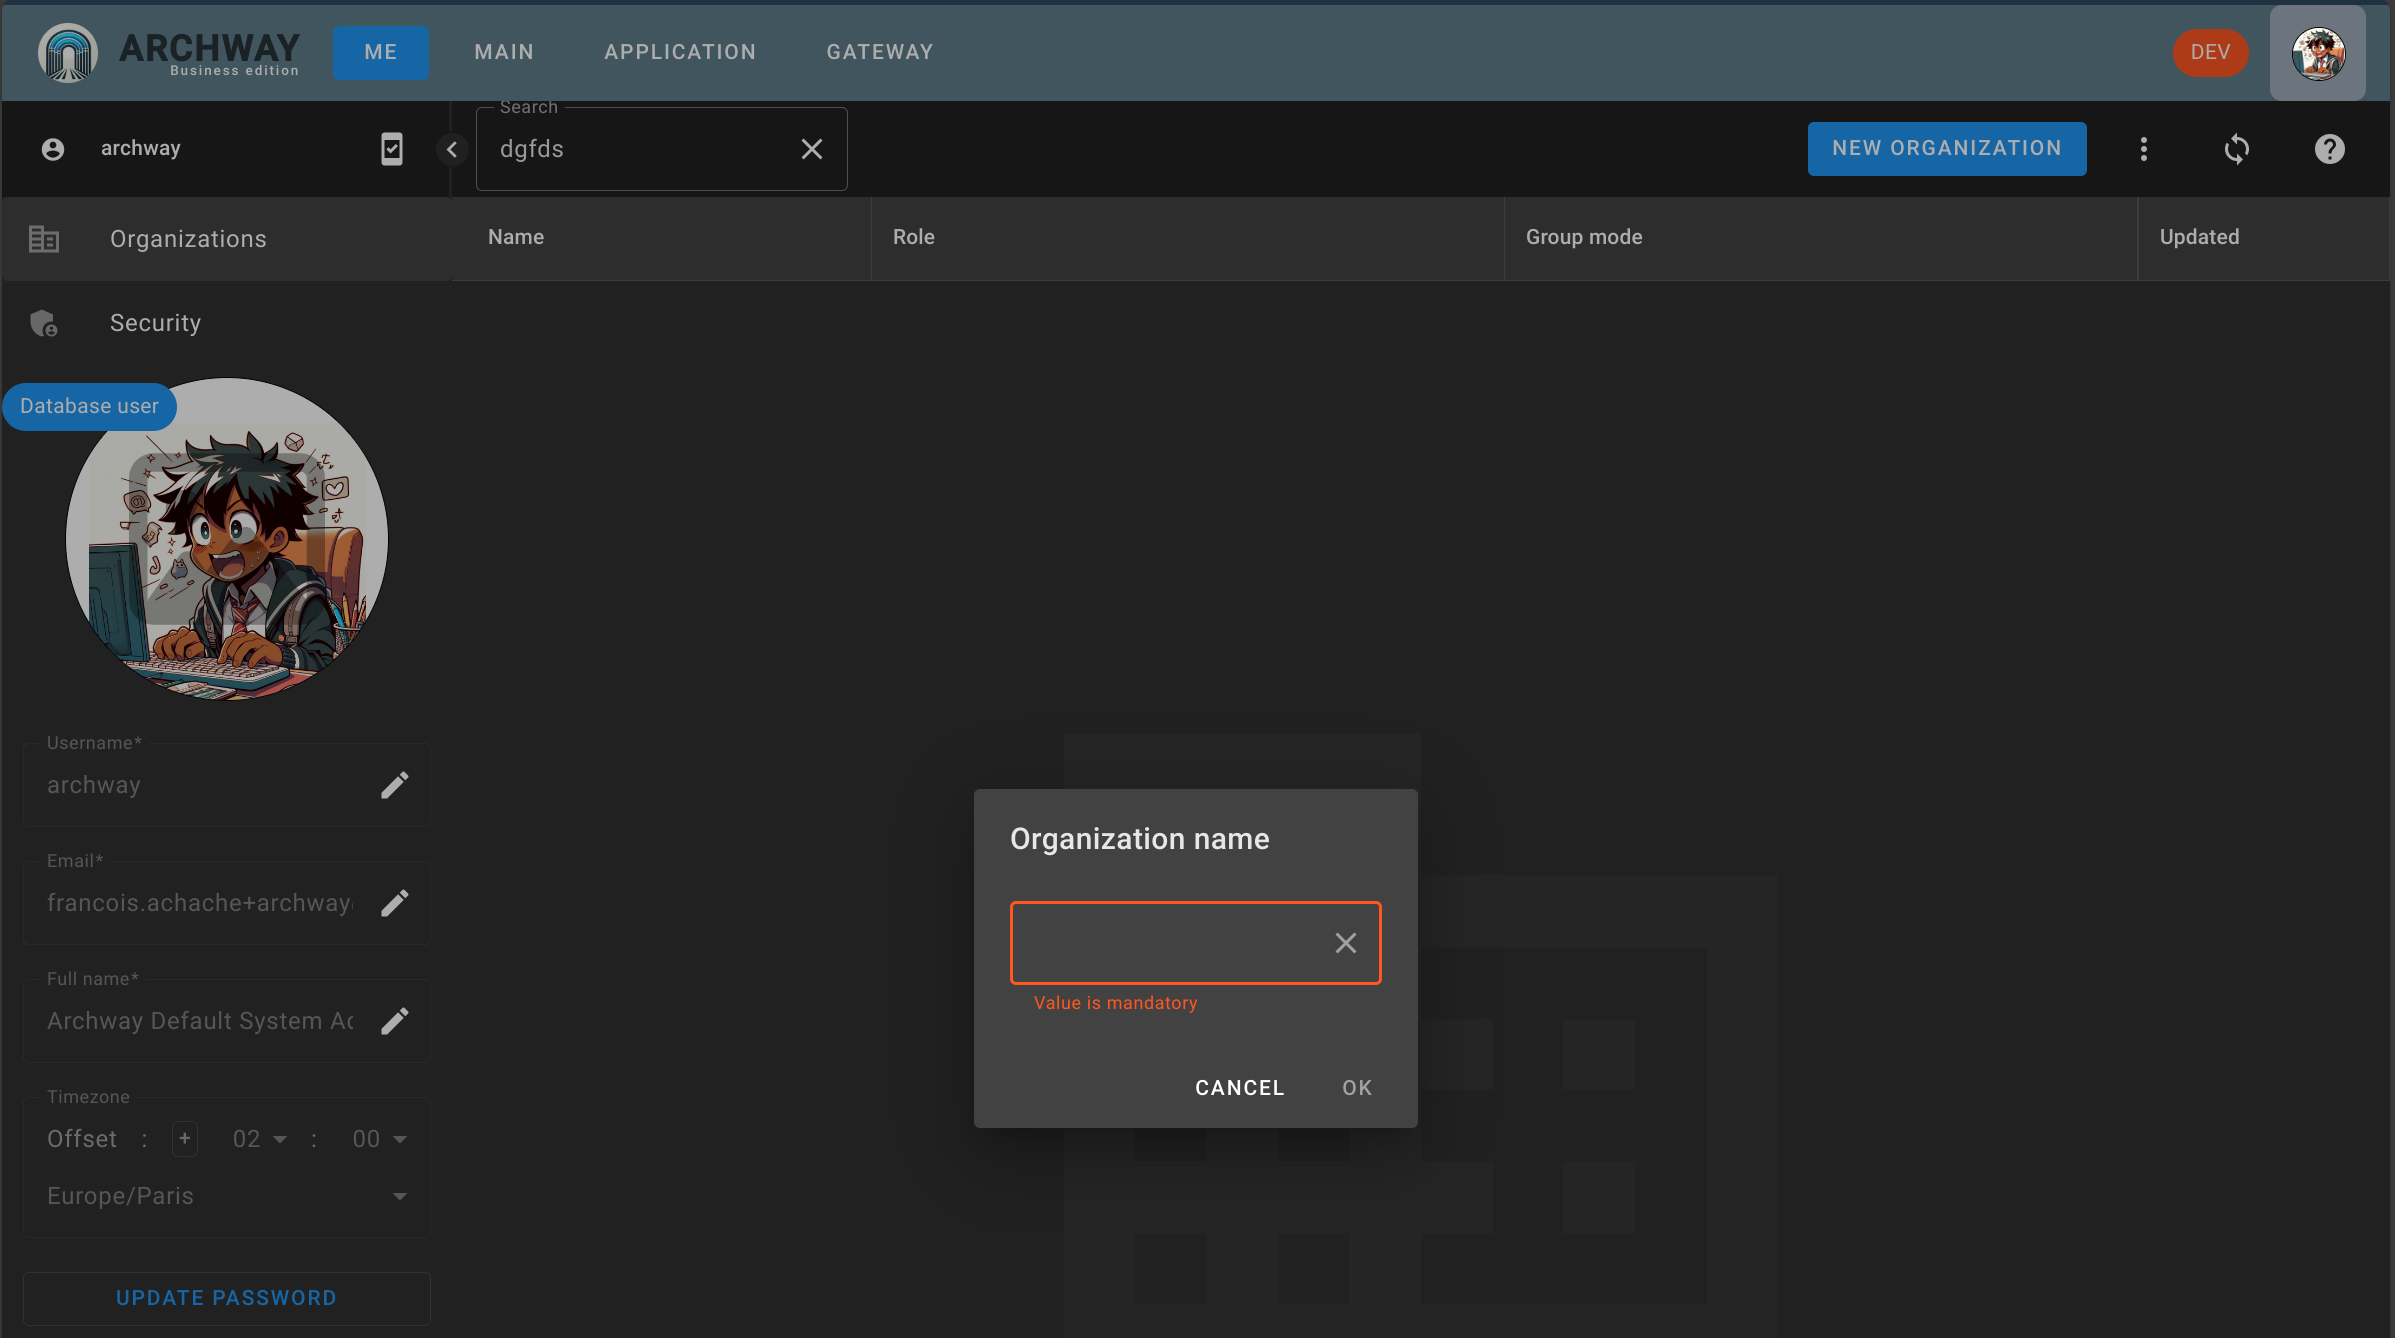 ARCHWAY
Business edition
ME
MAIN
APPLICATION
GATEWAY
DEV
archway
Search
dgfds
NEW ORGANIZATION
Organizations
Name
Role
Group mode
Updated
Security
Database user
Username*
archway
Email*
francois.achache+archway
Full name*
Archway Default System Ad
Timezone
Offset : + 02 : 00
Europe/Paris
UPDATE PASSWORD
Organization name
Value is mandatory
CANCEL
OK